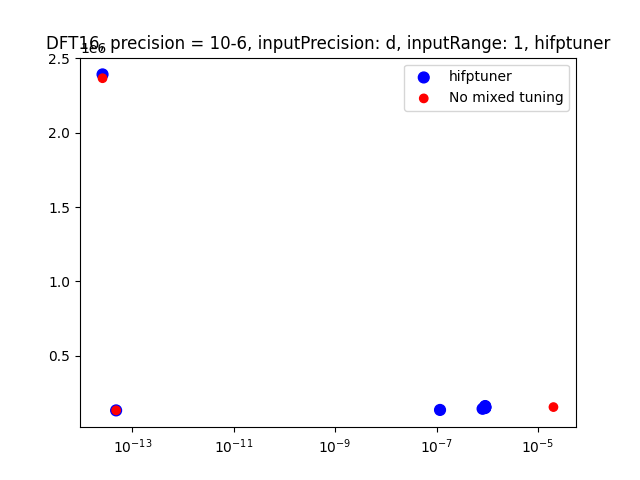 DFT16, precision = 10-6, inputPrecision: d, inputRange: 1, hifptuner
1e6
2.5
2.0
1.5
1.0
0.5
hifptuner
No mixed tuning
10⁻¹³
10⁻¹¹
10⁻⁹
10⁻⁷
10⁻⁵